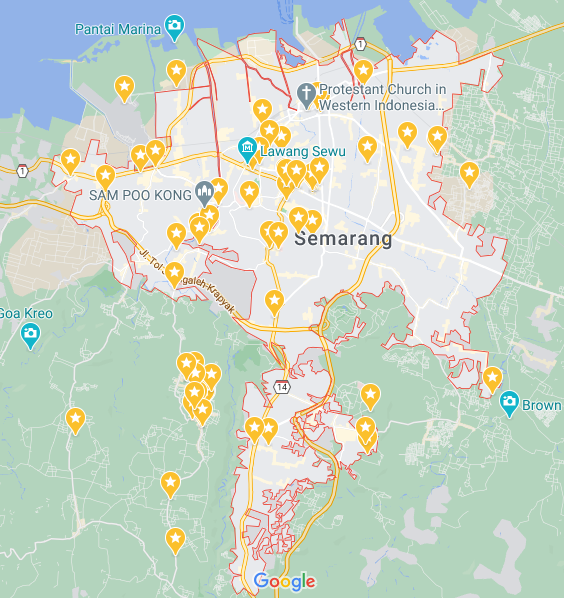 Pantai Marina
1
Protestant Church in
Western Indonesia...
Lawang Sewu
1
SAM POO KONG
Semarang
Jl. Tol
Krapyak
Goa Kreo
14
Brown
Google